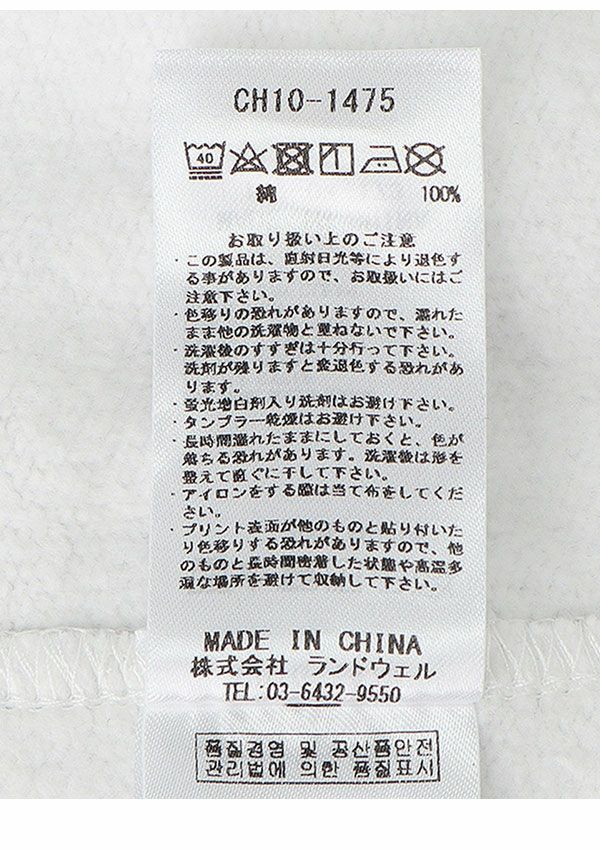 CH10-1475
40
綿 100%
お取り扱い上のご注意
・この製品は、直射日光等により退色す
る事がありますので、お取扱いにはご
注意下さい。
・色移りの恐れがありますので、濡れた
まま他の洗濯物と重ねないで下さい。
・洗濯後のすすぎは十分行って下さい。
洗剤が残りますと変退色する恐れがあ
ります。
・蛍光増白剤入り洗剤はお避け下さい。
・タンブラー乾燥はお避け下さい。
・長時間濡れたままにしておくと、色が
落ちる恐れがあります。洗濯後は形を
整えて直ぐに干して下さい。
・アイロンをする際は当て布をしてくだ
さい。
・プリント表面が他のものと貼り付いた
り色移りする恐れがありますので、他
のものと長時間密着した状態や高温多
湿な場所を避けて収納して下さい。
MADE IN CHINA
株式会社 ランドウェル
TEL:03-6432-9550
품질경영 및 공산품안전
관리법에 의한 품질표시